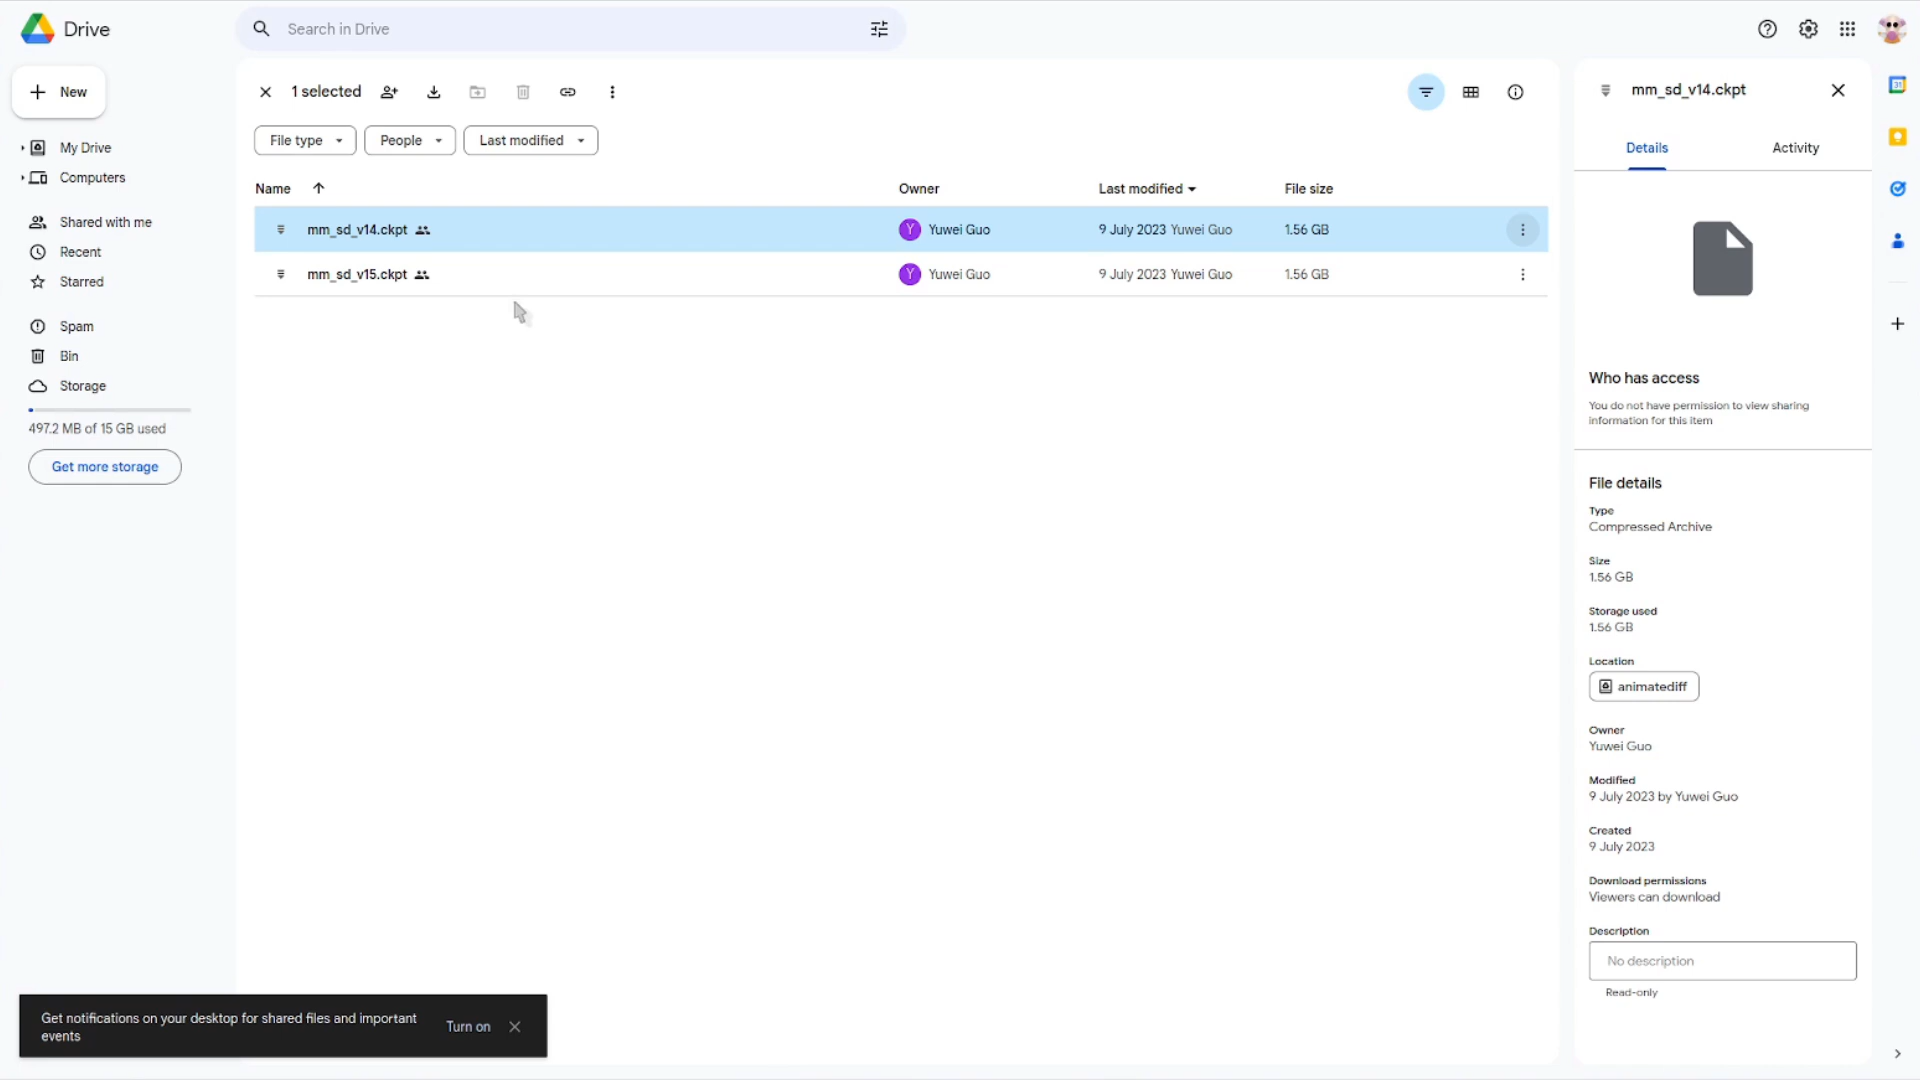 Drive
Search in Drive
New
1 selected
mm_sd_v14.ckpt
File type
People
Last modified
Details
Activity
My Drive
Computers
Name
Owner
Last modified
File size
Shared with me
mm_sd_v14.ckpt
Y
Yuwei Guo
9 July 2023 Yuwei Guo
1.56 GB
Recent
mm_sd_v15.ckpt
Y
Yuwei Guo
9 July 2023 Yuwei Guo
1.56 GB
Starred
Spam
Bin
Storage
497.2 MB of 15 GB used
Get more storage
Who has access
You do not have permission to view sharing
information for this item
File details
Type
Compressed Archive
Size
1.56 GB
Storage used
1.56 GB
Location
animatediff
Owner
Yuwei Guo
Modified
9 July 2023 by Yuwei Guo
Created
9 July 2023
Download permissions
Viewers can download
Description
No description
Read-only
Get notifications on your desktop for shared files and important
events
Turn on
31